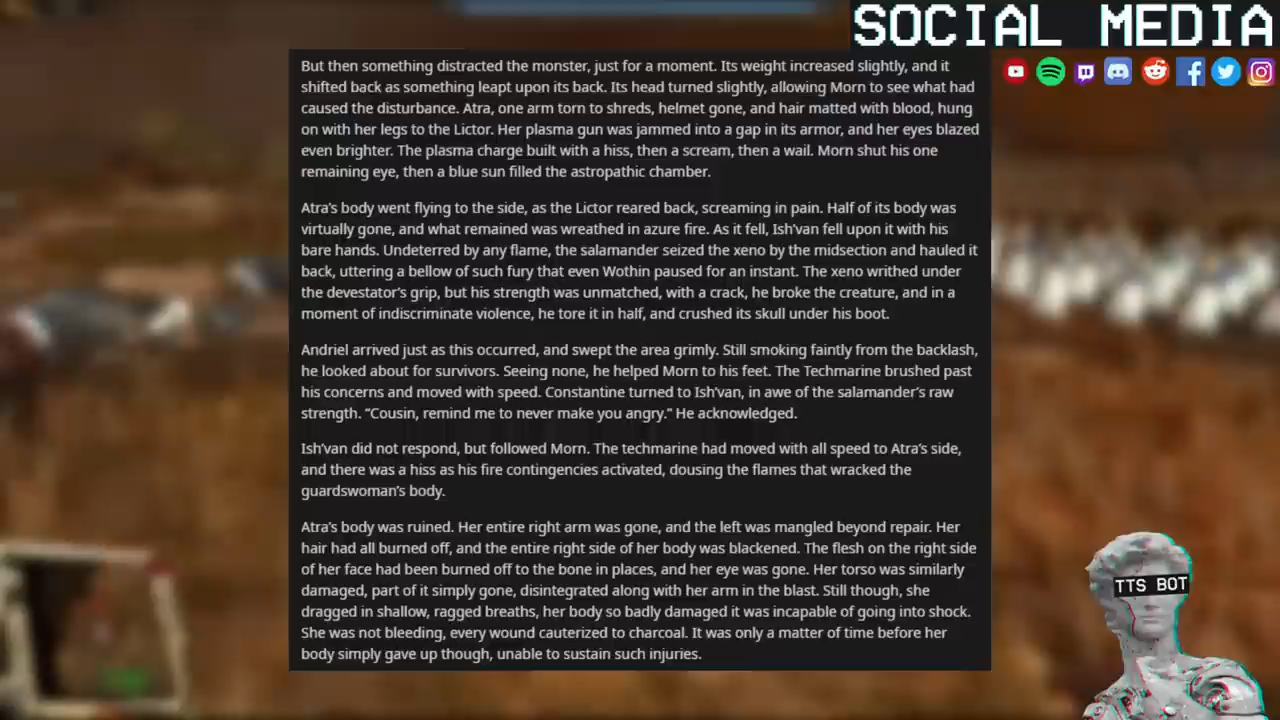 SOCIAL MEDIA
But then something distracted the monster, just for a moment. Its weight increased slightly, and it
shifted back as something leapt upon its back. Its head turned slightly, allowing Morn to see what had
caused the disturbance. Atra, one arm torn to shreds, helmet gone, and hair matted with blood, hung
on with her legs to the Lictor. Her plasma gun was jammed into a gap in its armor, and her eyes blazed
even brighter. The plasma charge built with a hiss, then a scream, then a wail. Morn shut his one
remaining eye, then a blue sun filled the astropathic chamber.
Atra's body went flying to the side, as the Lictor reared back, screaming in pain. Half of its body was
virtually gone, and what remained was wreathed in azure fire. As it fell, Ish'van fell upon it with his
bare hands. Undeterred by any flame, the salamander seized the xeno by the midsection and hauled it
back, uttering a bellow of such fury that even Wothin paused for an instant. The xeno writhed under
the devestator's grip, but his strength was unmatched, with a crack, he broke the creature, and in a
moment of indiscriminate violence, he tore it in half, and crushed its skull under his boot.
Andriel arrived just as this occurred, and swept the area grimly. Still smoking faintly from the backlash,
he looked about for survivors. Seeing none, he helped Morn to his feet. The Techmarine brushed past
his concerns and moved with speed. Constantine turned to Ish'van, in awe of the salamander's raw
strength. “Cousin, remind me to never make you angry.” He acknowledged.
Ish'van did not respond, but followed Morn. The techmarine had moved with all speed to Atra's side,
and there was a hiss as his fire contingencies activated, dousing the flames that wracked the
guardswoman's body.
Atra's body was ruined. Her entire right arm was gone, and the left was mangled beyond repair. Her
hair had all burned off, and the entire right side of her body was blackened. The flesh on the right side
of her face had been burned off to the bone in places, and her eye was gone. Her torso was similarly
damaged, part of it simply gone, disintegrated along with her arm in the blast. Still though, she
dragged in shallow, ragged breaths, her body so badly damaged it was incapable of going into shock.
She was not bleeding, every wound cauterized to charcoal. It was only a matter of time before her
body simply gave up though, unable to sustain such injuries.
TTS BOT